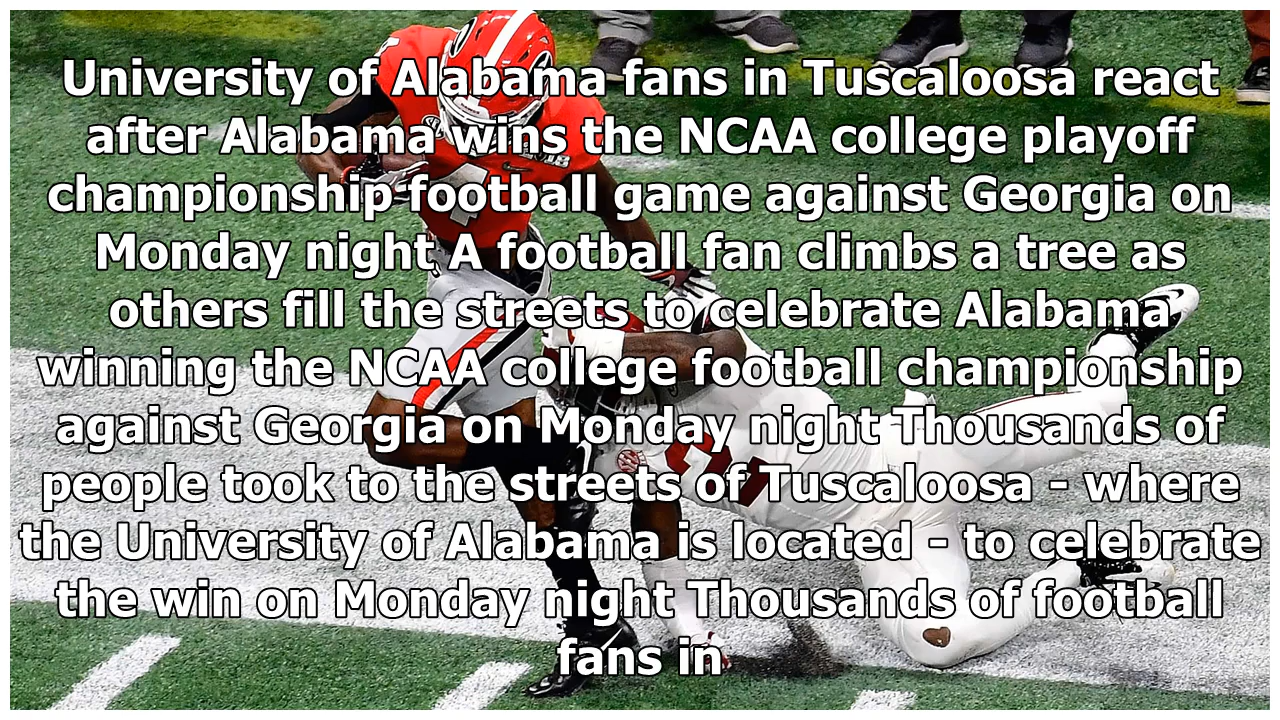 University of Alabama fans in Tuscaloosa react
after Alabama wins the NCAA college playoff
championship football game against Georgia on
Monday night A football fan climbs a tree as
others fill the streets to celebrate Alabama
winning the NCAA college football championship
against Georgia on Monday night Thousands of
people took to the streets of Tuscaloosa - where
the University of Alabama is located - to celebrate
the win on Monday night Thousands of football
fans in